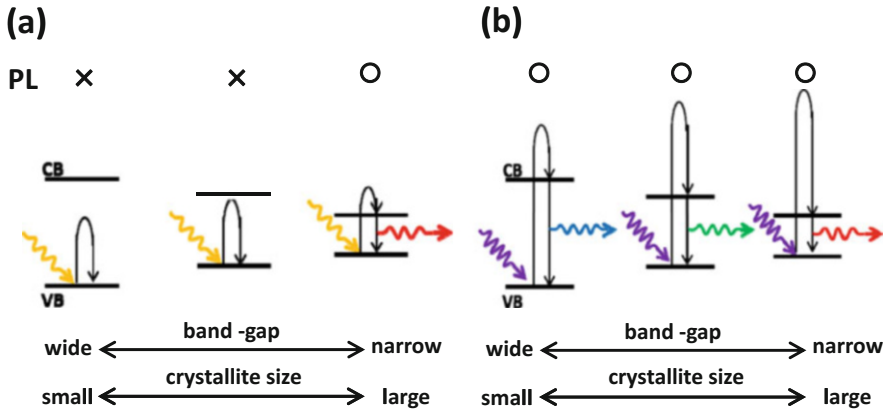 (a) (b)
PL × × ○ ○ ○ ○
CB CB
VB VB
wide band -gap narrow wide band -gap narrow
small crystallite size large small crystallite size large